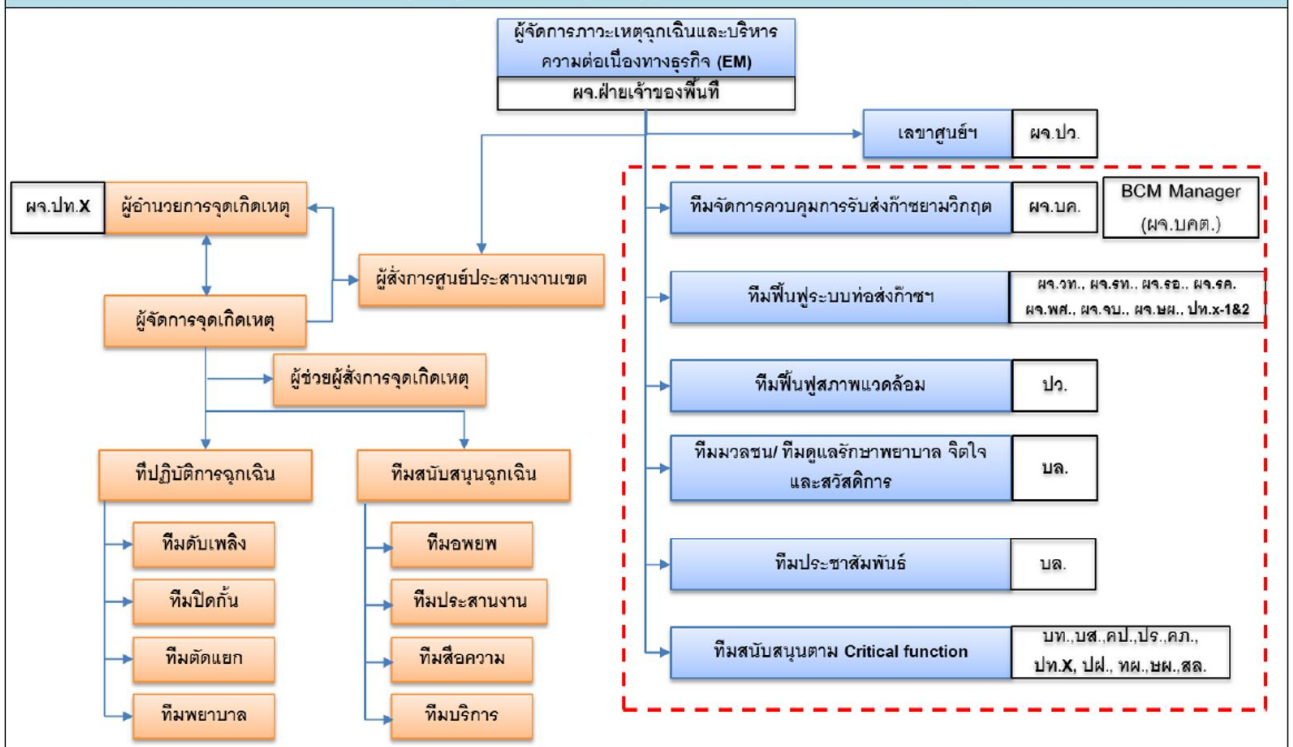 ผู้จัดการภาวะเหตุฉุกเฉินและบริหาร
ความต่อเนื่องทางธุรกิจ (EM)
ผจ.ฝ่ายเจ้าของพื้นที่
เลขาศูนย์ฯ
ผจ.ปว.
ผจ.ปท.X
ผู้อำนวยการจุดเกิดเหตุ
ผู้สั่งการศูนย์ประสานงานเขต
ผู้จัดการจุดเกิดเหตุ
ผู้ช่วยผู้สั่งการจุดเกิดเหตุ
ทีปฏิบัติการฉุกเฉิน
ทีมดับเพลิง
ทีมปิดกั้น
ทีมตัดแยก
ทีมพยาบาล
ทีมสนับสนุนฉุกเฉิน
ทีมอพยพ
ทีมประสานงาน
ทีมสื่อความ
ทีมบริการ
ทีมจัดการควบคุมการรับส่งก๊าซยามวิกฤต
ผจ.บค.
BCM Manager
(ผจ.บคต.)
ทีมฟื้นฟูระบบท่อส่งก๊าซฯ
ผจ.วท., ผจ.รท., ผจ.รอ., ผจ.รค.
ผจ.พศ., ผจ.จบ., ผจ.ษผ., ปท.x-1&2
ทีมฟื้นฟูสภาพแวดล้อม
ปว.
ทีมมวลชน/ ทีมดูแลรักษาพยาบาล จิตใจ
และสวัสดิการ
บล.
ทีมประชาสัมพันธ์
บล.
ทีมสนับสนุนตาม Critical function
บท.,บส.,คป.,ปร.,คภ.,
ปท.X, ปฝ., ทผ.,ษผ.,สล.